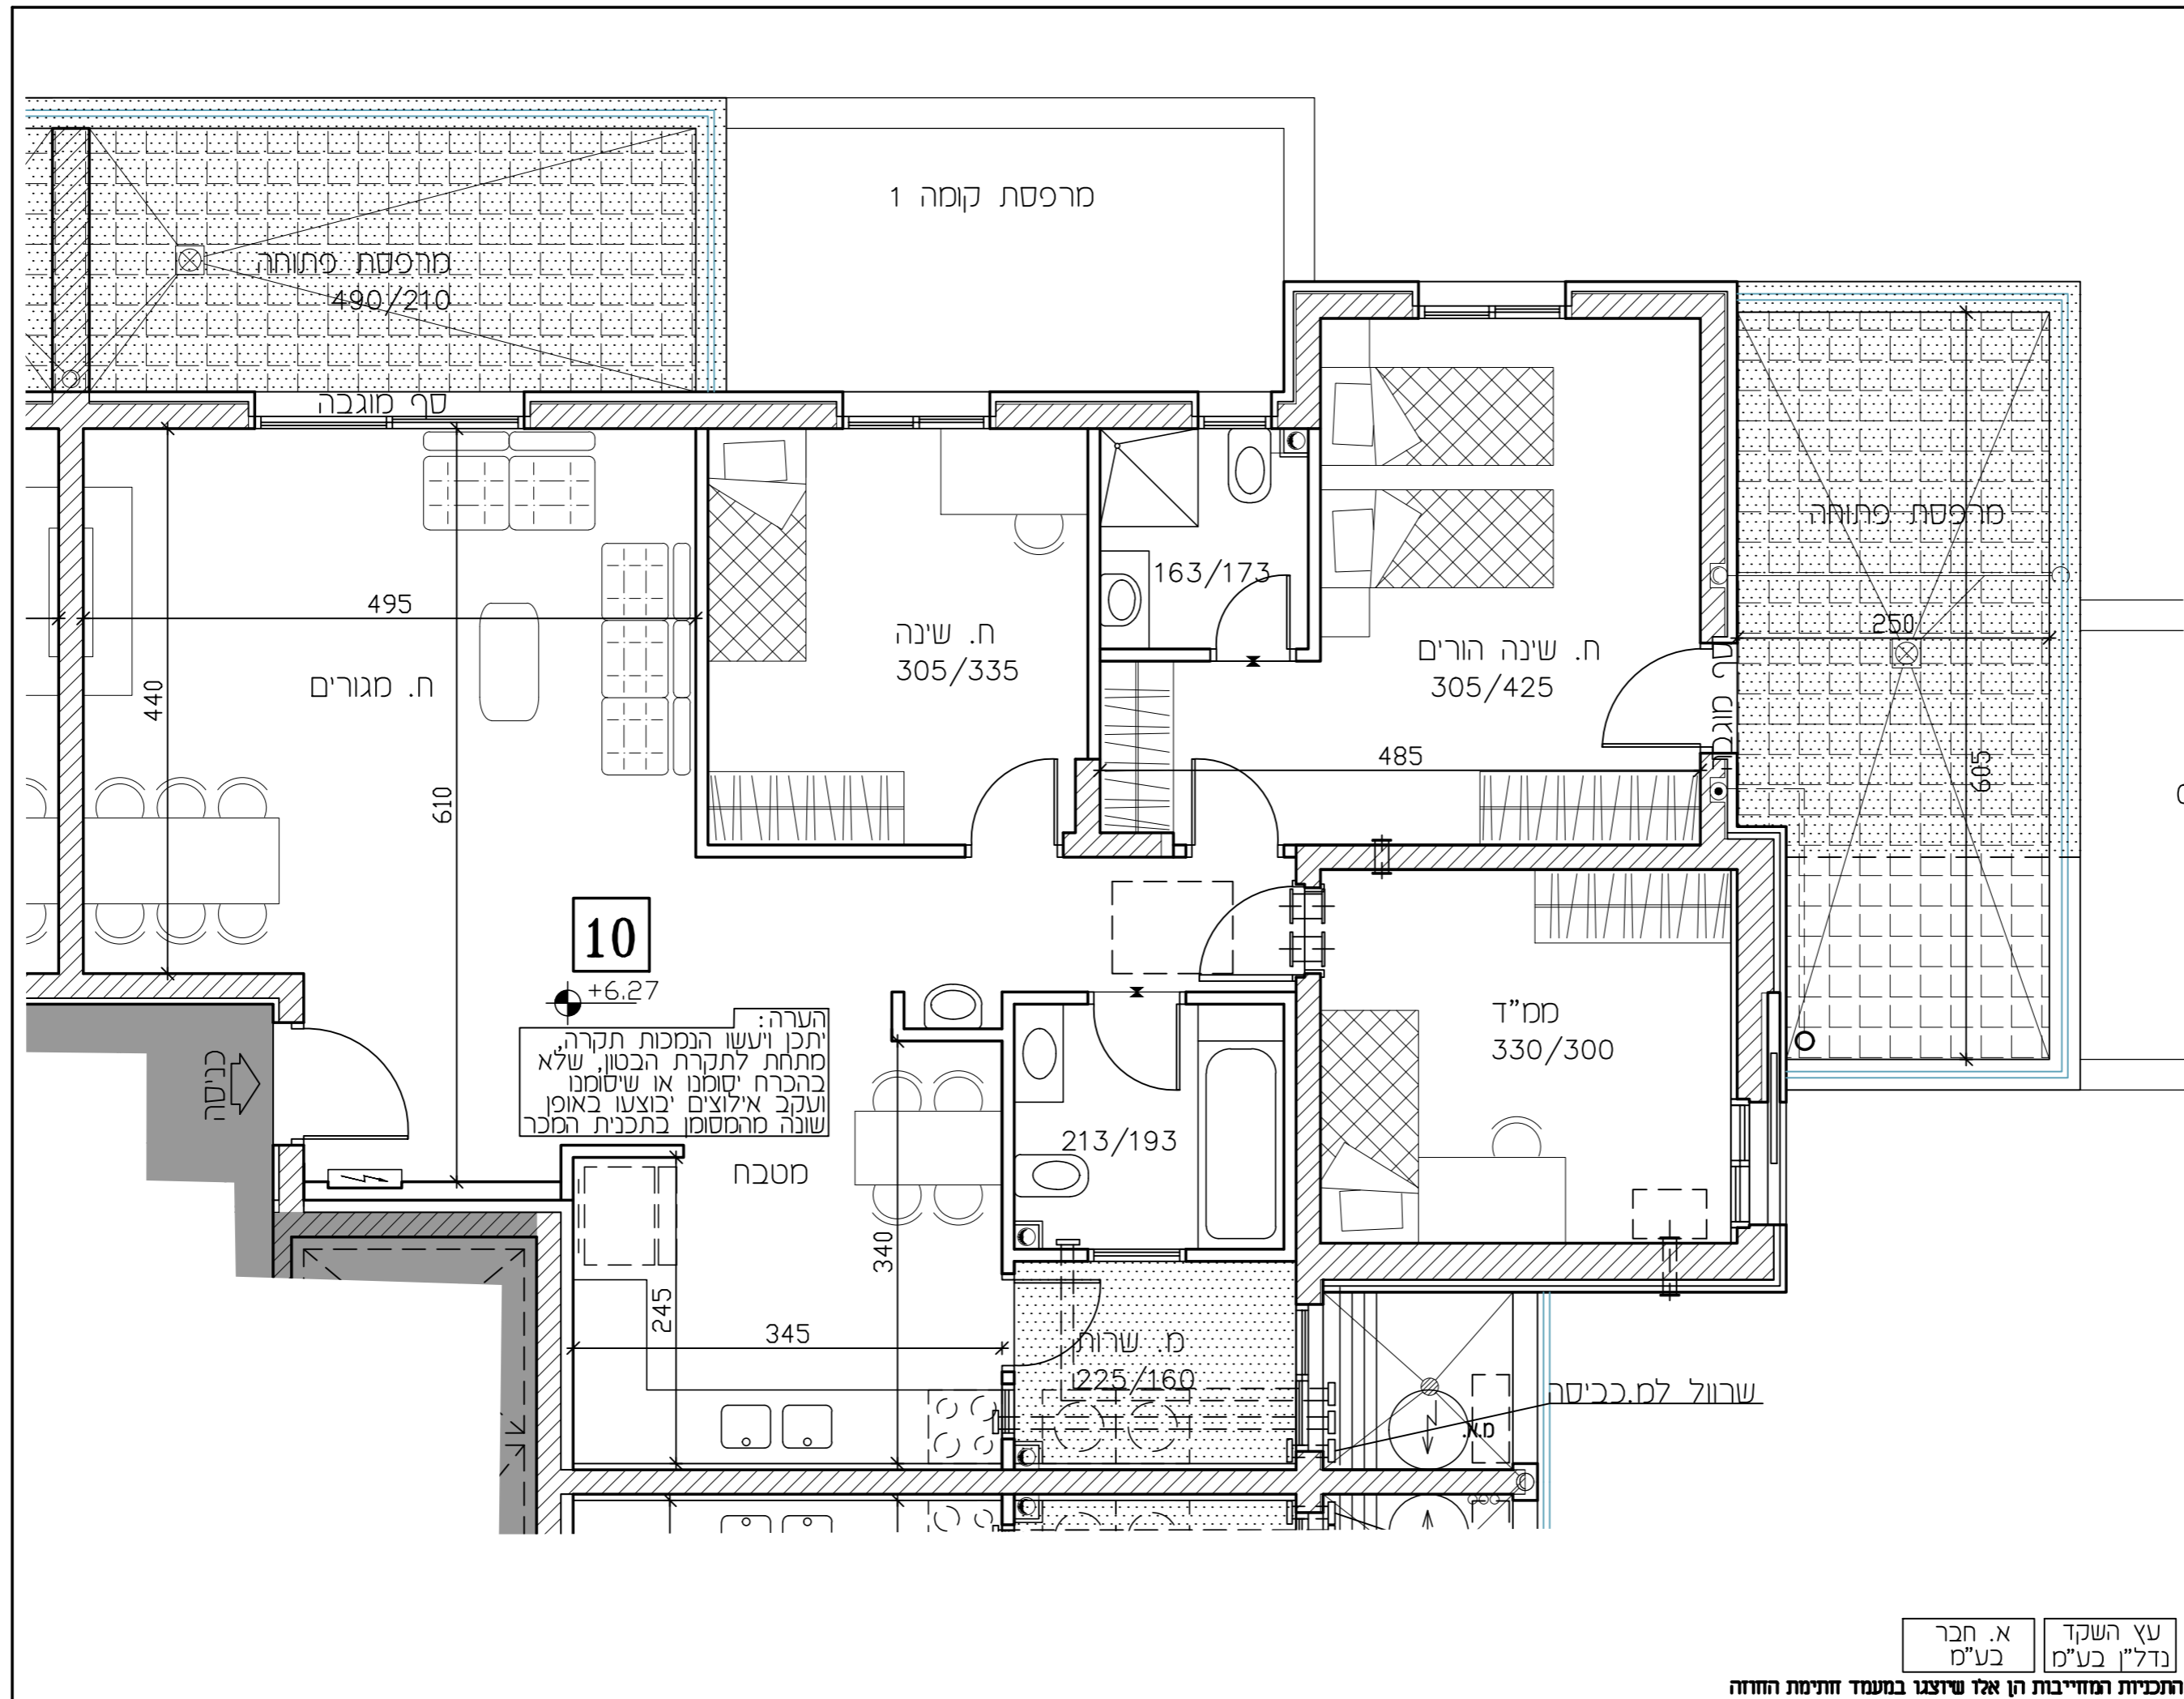 מרפסת קומה 1
מרפסת פתוחה
490/210
סף מוגבה
163/173
מרפסת פתוחה
495
ח. שינה
305/335
ח. שינה הורים
305/425
250
ח. מגורים
440
485
610
605
10
+6.27
הערה:
יתכן ויעשו הנמכות תקרה,
מתחת לתקרת הבטון, שלא
בהכרח יסומנו או שיסומנו
ועקב אילוצים יבוצעו באופן
שונה מהמסומן בתכנית המכר
ממ"ד
330/300
כניסה
213/193
מטבח
340
245
345
מ. שרות
225/160
שרוול למ.כביסה
מ.א.
עץ השקד
נדל"ן בע"מ
א. חבר
בע"מ
התכניות המחייבות הן אלו שיוצגו במעמד חתימת החוזה